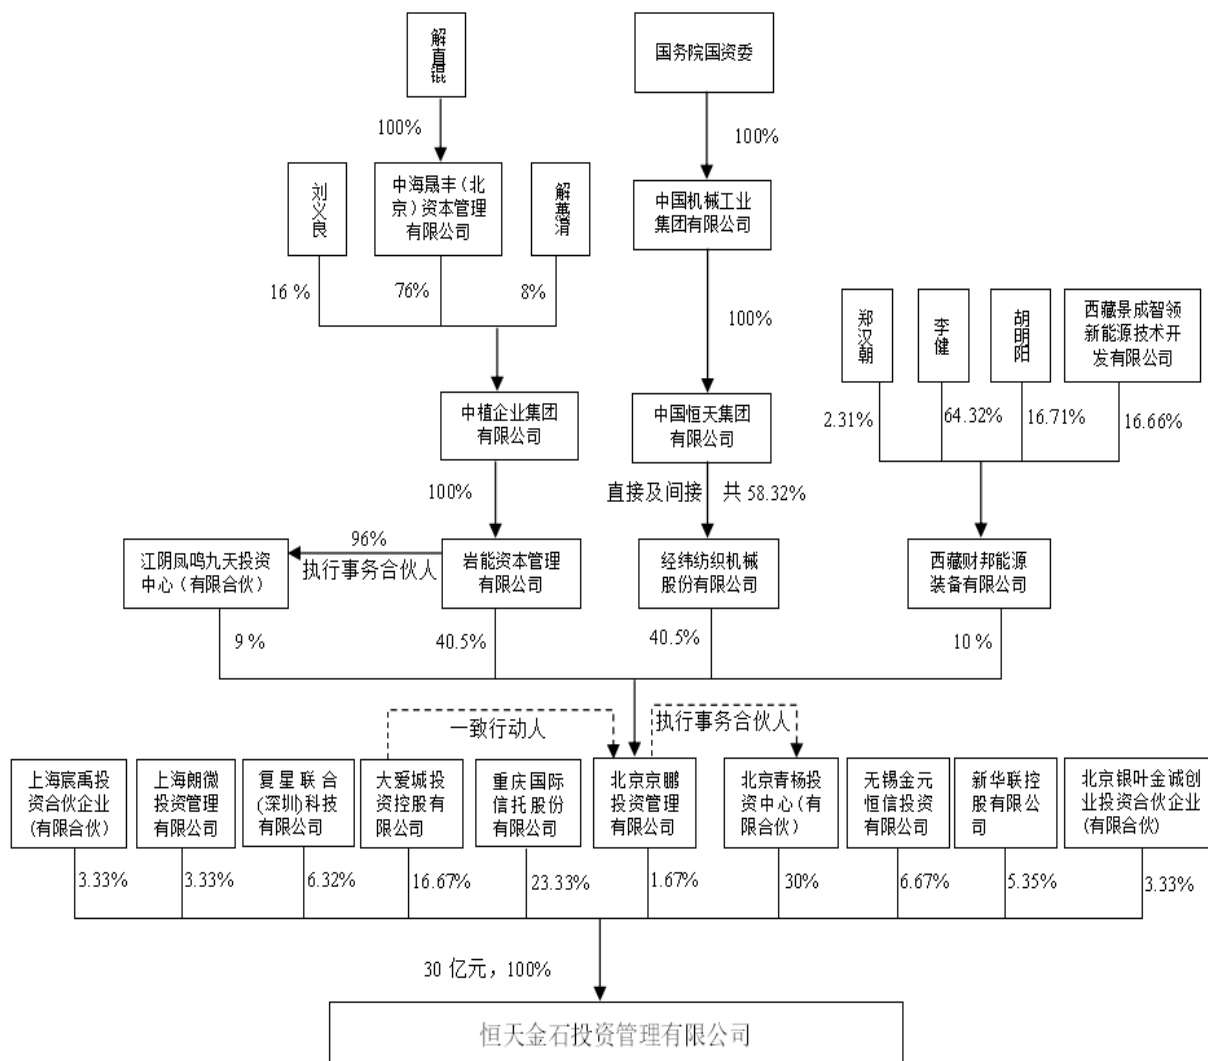 解直锟
国务院国资委
100%
100%
刘义良
中海晟丰（北
京）资本管理
有限公司
解蕙淯
中国机械工业
集团有限公司
16 %
76%
8%
100%
郑汉朝
李健
胡明阳
西藏景成智领
新能源技术开
发有限公司
中植企业集团
有限公司
中国恒天集团
有限公司
2.31%
64.32%
16.71%
16.66%
100%
直接及间接 共 58.32%
江阴凤鸣九天投资
中心（有限合伙）
96%
执行事务合伙人
岩能资本管理
有限公司
经纬纺织机械
股份有限公司
西藏财邦能源
装备有限公司
9 %
40.5%
40.5%
10 %
一致行动人
执行事务合伙人
上海宸禹投
资合伙企业
(有限合伙)
上海朗微
投资管理
有限公司
复星联合
(深圳)科技
有限公司
大爱城投
资控股有
限公司
重庆国际
信托股份
有限公司
北京京鹏
投资管理
有限公司
北京青杨投
资中心(有
限合伙）
无锡金元
恒信投资
有限公司
新华联控
股有限公
司
北京银叶金诚创
业投资合伙企业
(有限合伙)
3.33%
3.33%
6.32%
16.67%
23.33%
1.67%
30%
6.67%
5.35%
3.33%
30 亿元，100%
恒天金石投资管理有限公司